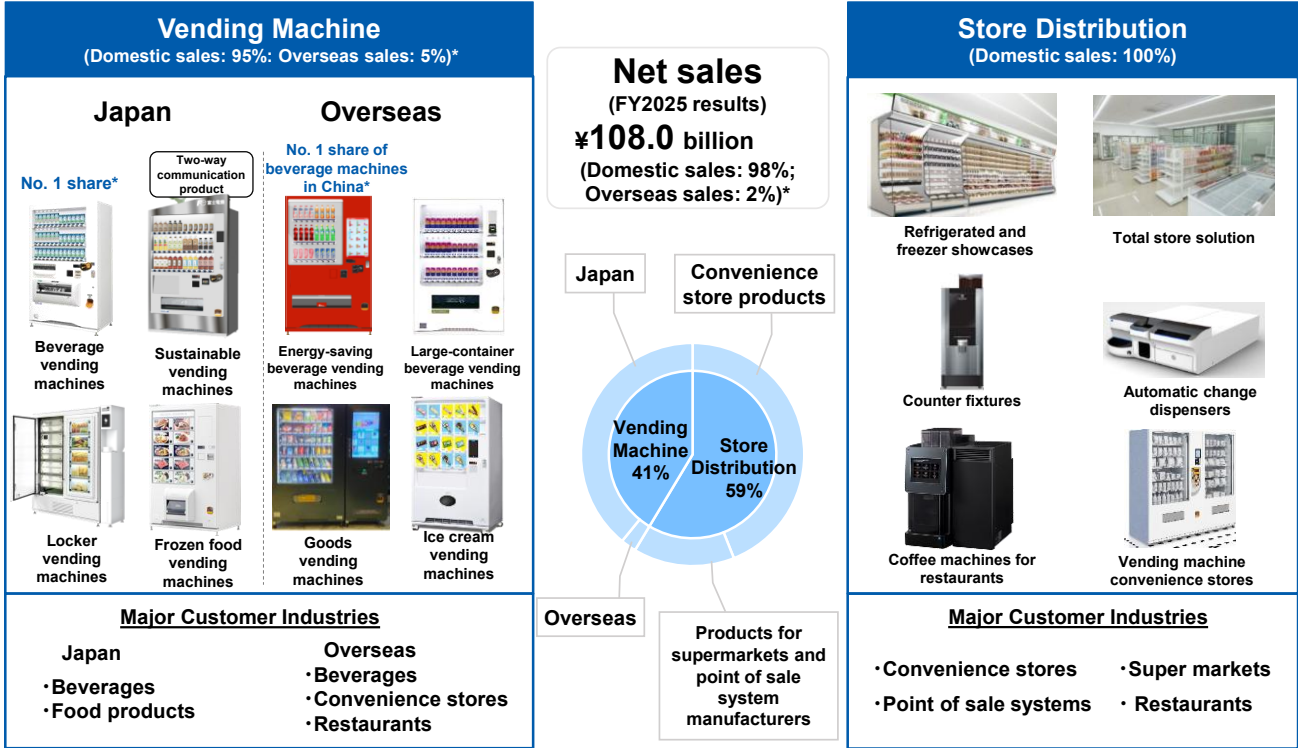 Vending Machine
(Domestic sales: 95%: Overseas sales: 5%)*
Japan
Overseas
No. 1 share*
Two-way
communication
product
No. 1 share of
beverage machines
in China*
Beverage
vending
machines
Sustainable
vending
machines
Energy-saving
beverage vending
machines
Large-container
beverage vending
machines
Locker
vending
machines
Frozen food
vending
machines
Goods
vending
machines
Ice cream
vending
machines
Major Customer Industries
Japan
・Beverages
・Food products
Overseas
・Beverages
・Convenience stores
・Restaurants
Net sales
(FY2025 results)
¥108.0 billion
(Domestic sales: 98%;
Overseas sales: 2%)*
Japan
Convenience
store products
Vending
Machine
41%
Store
Distribution
59%
Overseas
Products for
supermarkets and
point of sale
system
manufacturers
Store Distribution
(Domestic sales: 100%)
Refrigerated and
freezer showcases
Total store solution
Counter fixtures
Automatic change
dispensers
Coffee machines for
restaurants
Vending machine
convenience stores
Major Customer Industries
・Convenience stores
・Super markets
・Point of sale systems
・Restaurants